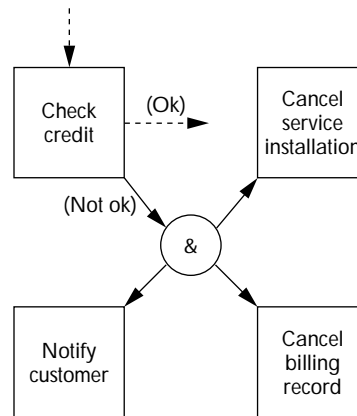 Check
credit
(Ok)
Cancel
service
installation
(Not ok)
&
Notify
customer
Cancel
billing
record